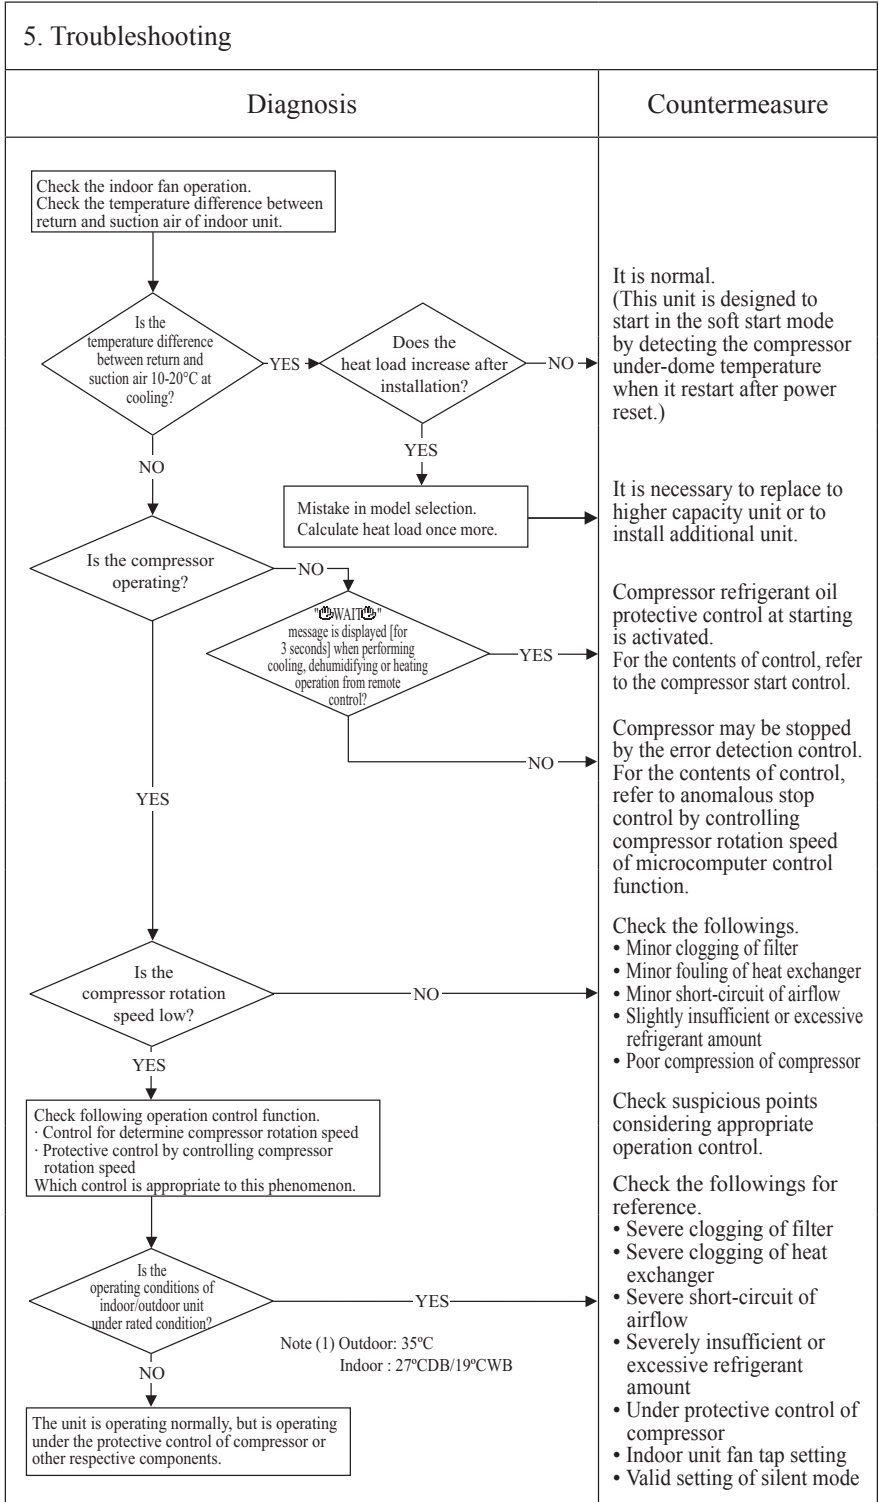 5. Troubleshooting
Diagnosis
Countermeasure
Check the indoor fan operation.
Check the temperature difference between
return and suction air of indoor unit.
Is the
temperature difference
between return and
suction air 10-20°C at
cooling?
YES
Does the
heat load increase after
installation?
NO
It is normal.
(This unit is designed to
start in the soft start mode
by detecting the compressor
under-dome temperature
when it restart after power
reset.)
NO
YES
Mistake in model selection.
Calculate heat load once more.
It is necessary to replace to
higher capacity unit or to
install additional unit.
Is the compressor
operating?
NO
"WAIT"
message is displayed [for
3 seconds] when performing
cooling, dehumidifying or heating
operation from remote
control?
YES
Compressor refrigerant oil
protective control at starting
is activated.
For the contents of control, refer
to the compressor start control.
NO
Compressor may be stopped
by the error detection control.
For the contents of control,
refer to anomalous stop
control by controlling
compressor rotation speed
of microcomputer control
function.
YES
Is the
compressor rotation
speed low?
NO
Check the followings.
• Minor clogging of filter
• Minor fouling of heat exchanger
• Minor short-circuit of airflow
• Slightly insufficient or excessive
refrigerant amount
• Poor compression of compressor
YES
Check following operation control function.
· Control for determine compressor rotation speed
· Protective control by controlling compressor
rotation speed
Which control is appropriate to this phenomenon.
Check suspicious points
considering appropriate
operation control.
Is the
operating conditions of
indoor/outdoor unit
under rated condition?
YES
Note (1) Outdoor: 35ºC
Indoor : 27ºCDB/19ºCWB
Check the followings for
reference.
• Severe clogging of filter
• Severe clogging of heat
exchanger
• Severe short-circuit of
airflow
• Severely insufficient or
excessive refrigerant
amount
• Under protective control of
compressor
• Indoor unit fan tap setting
• Valid setting of silent mode
NO
The unit is operating normally, but is operating
under the protective control of compressor or
other respective components.